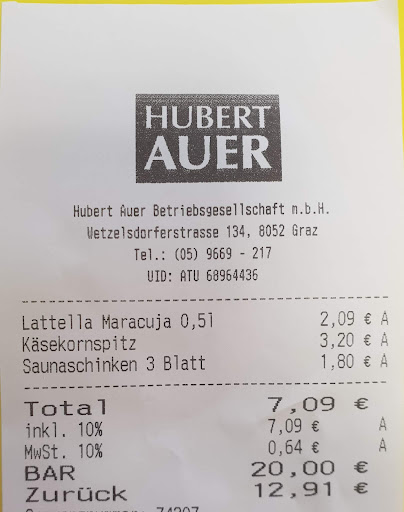 HUBERT
AUER
Hubert Auer Betriebsgesellschaft m.b.H.
Wetzelsdorferstrasse 134, 8052 Graz
Tel.: (05) 9669 - 217
UID: ATU 68964436
Lattella Maracuja 0,5l 2,09 € A
Käsekornspitz 3,20 € A
Saunaschinken 3 Blatt 1,80 € A
Total 7,09 €
inkl. 10% 7,09 € A
MwSt. 10% 0,64 € A
BAR 20,00 €
Zurück 12,91 €